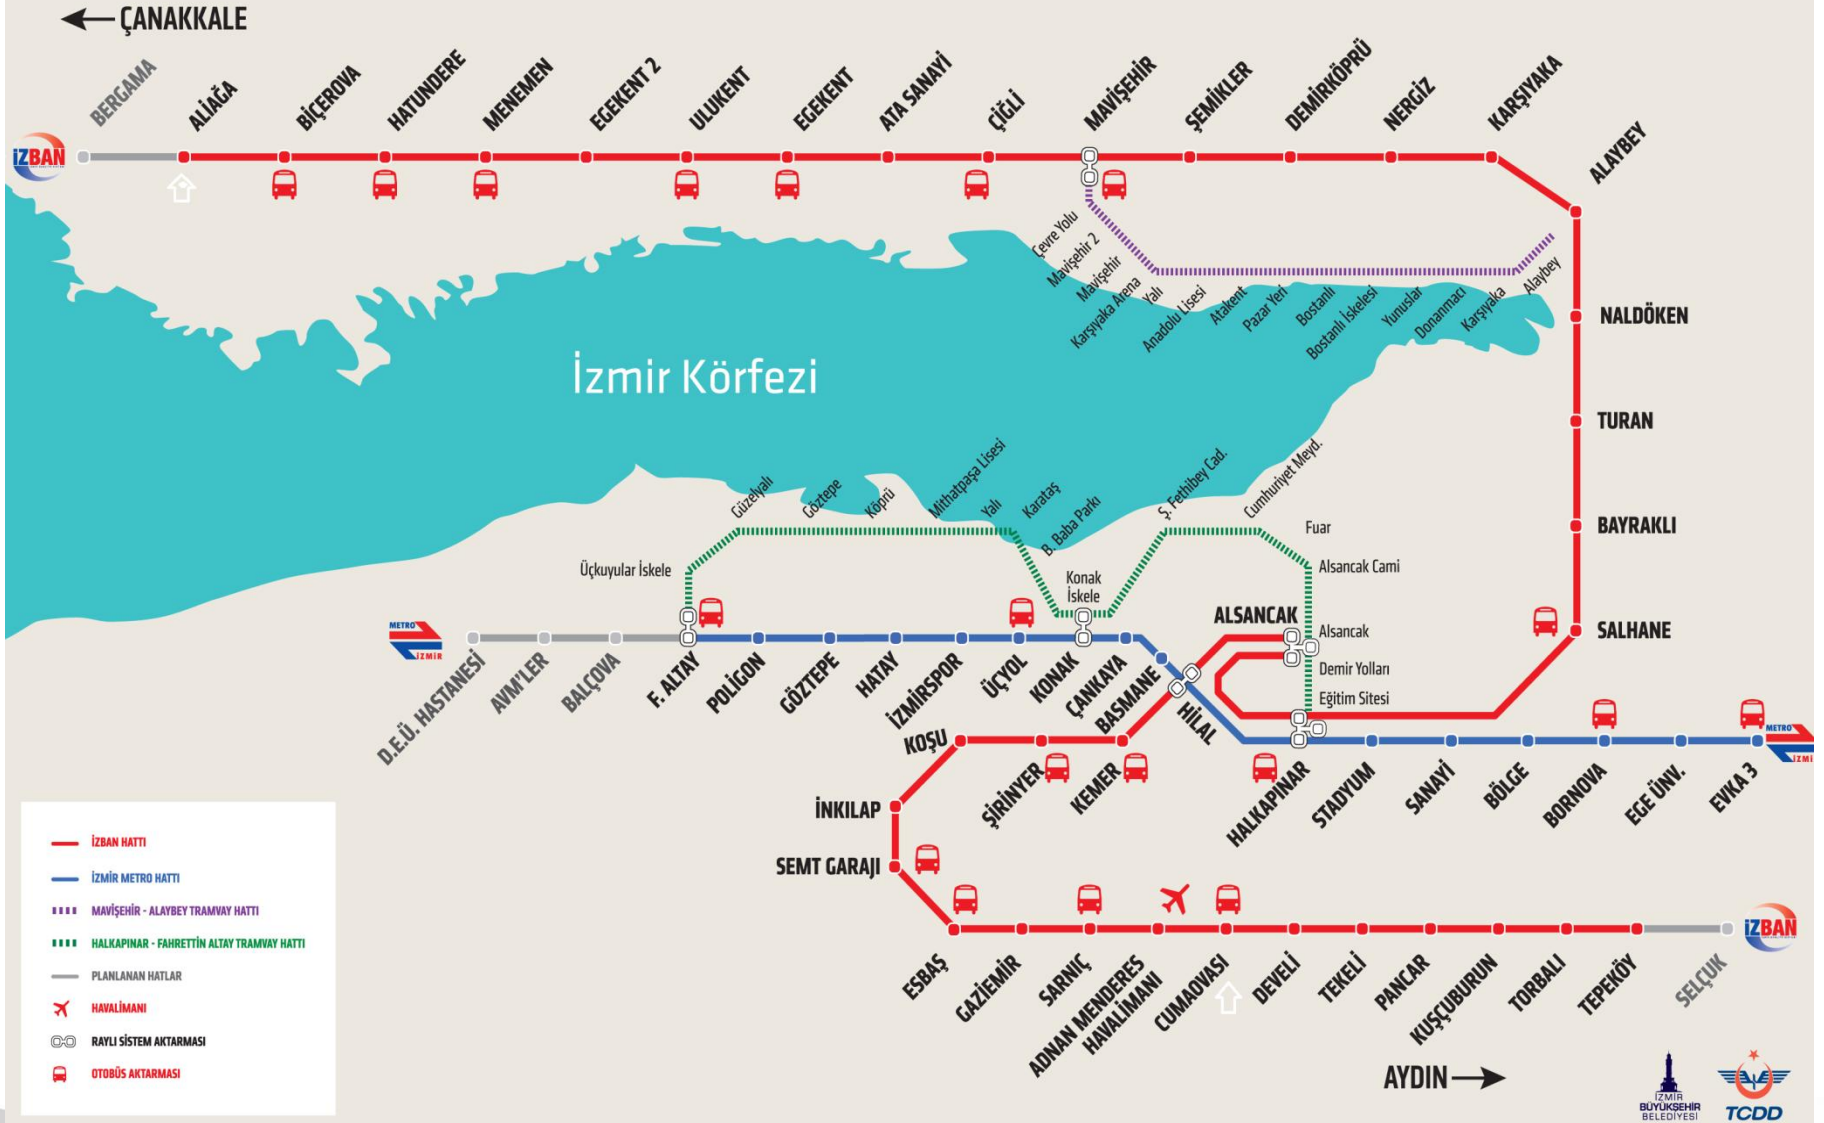 ÇANAKKALE
BERGAMA
ALİAĞA
BİÇEROVA
HATUNDERE
MENEMEN
EGEKENT 2
ULUKENT
EGEKENT
ATA SANAYİ
ÇİĞLİ
MAVİŞEHİR
ŞEMİKLER
DEMİRKÖPRÜ
NERGİZ
KARŞIYAKA
ALAYBEY
İZBAN
Çevre Yolu
Mavişehir 2
Mavişehir
Karşıyaka Arena
Yalı
Anadolu Lisesi
Atakent
Pazar Yeri
Bostanlı
Bostanlı İskelesi
Yunuslar
Donanmacı
Karşıyaka
Alaybey
NALDÖKEN
TURAN
BAYRAKLI
SALHANE
İzmir Körfezi
Üçkuyular İskele
Güzelyalı
Göztepe
Köprü
Mithatpaşa Lisesi
Yalı
Karataş
B. Baba Parkı
Konak
İskele
Ş. Fethibey Cad.
Cumhuriyet Meyd.
Fuar
Alsancak Cami
ALSANCAK
Alsancak
Demir Yolları
Eğitim Sitesi
METRO
İZMİR
D.E.Ü. HASTANESİ
AVM'LER
BALÇOVA
F. ALTAY
POLİGON
GÖZTEPE
HATAY
İZMİRSPOR
ÜÇYOL
KONAK
ÇANKAYA
BASMANE
HİLAL
HALKAPINAR
STADYUM
SANAYİ
BÖLGE
BORNOVA
EGE ÜNV.
EVKA 3
METRO
İZMİ
KOŞU
ŞİRİNYER
KEMER
İNKILAP
SEMT GARAJI
ESBAŞ
GAZİEMİR
SARNIÇ
ADNAN MENDERES
HAVALİMANI
CUMAOVASI
DEVELİ
TEKELİ
PANCAR
KUŞÇUBURUN
TORBALI
TEPEKÖY
SELÇUK
İZBAN
AYDIN
İZBAN HATTI
İZMİR METRO HATTI
MAVİŞEHİR - ALAYBEY TRAMVAY HATTI
HALKAPINAR - FAHRETTİN ALTAY TRAMVAY HATTI
PLANLANAN HATLAR
HAVALİMANI
RAYLI SİSTEM AKTARMASI
OTOBÜS AKTARMASI
İZMİR
BÜYÜKŞEHİR
BELEDİYESİ
TCDD